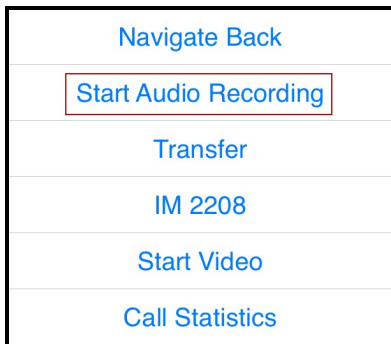 Navigate Back
Start Audio Recording
Transfer
IM 2208
Start Video
Call Statistics